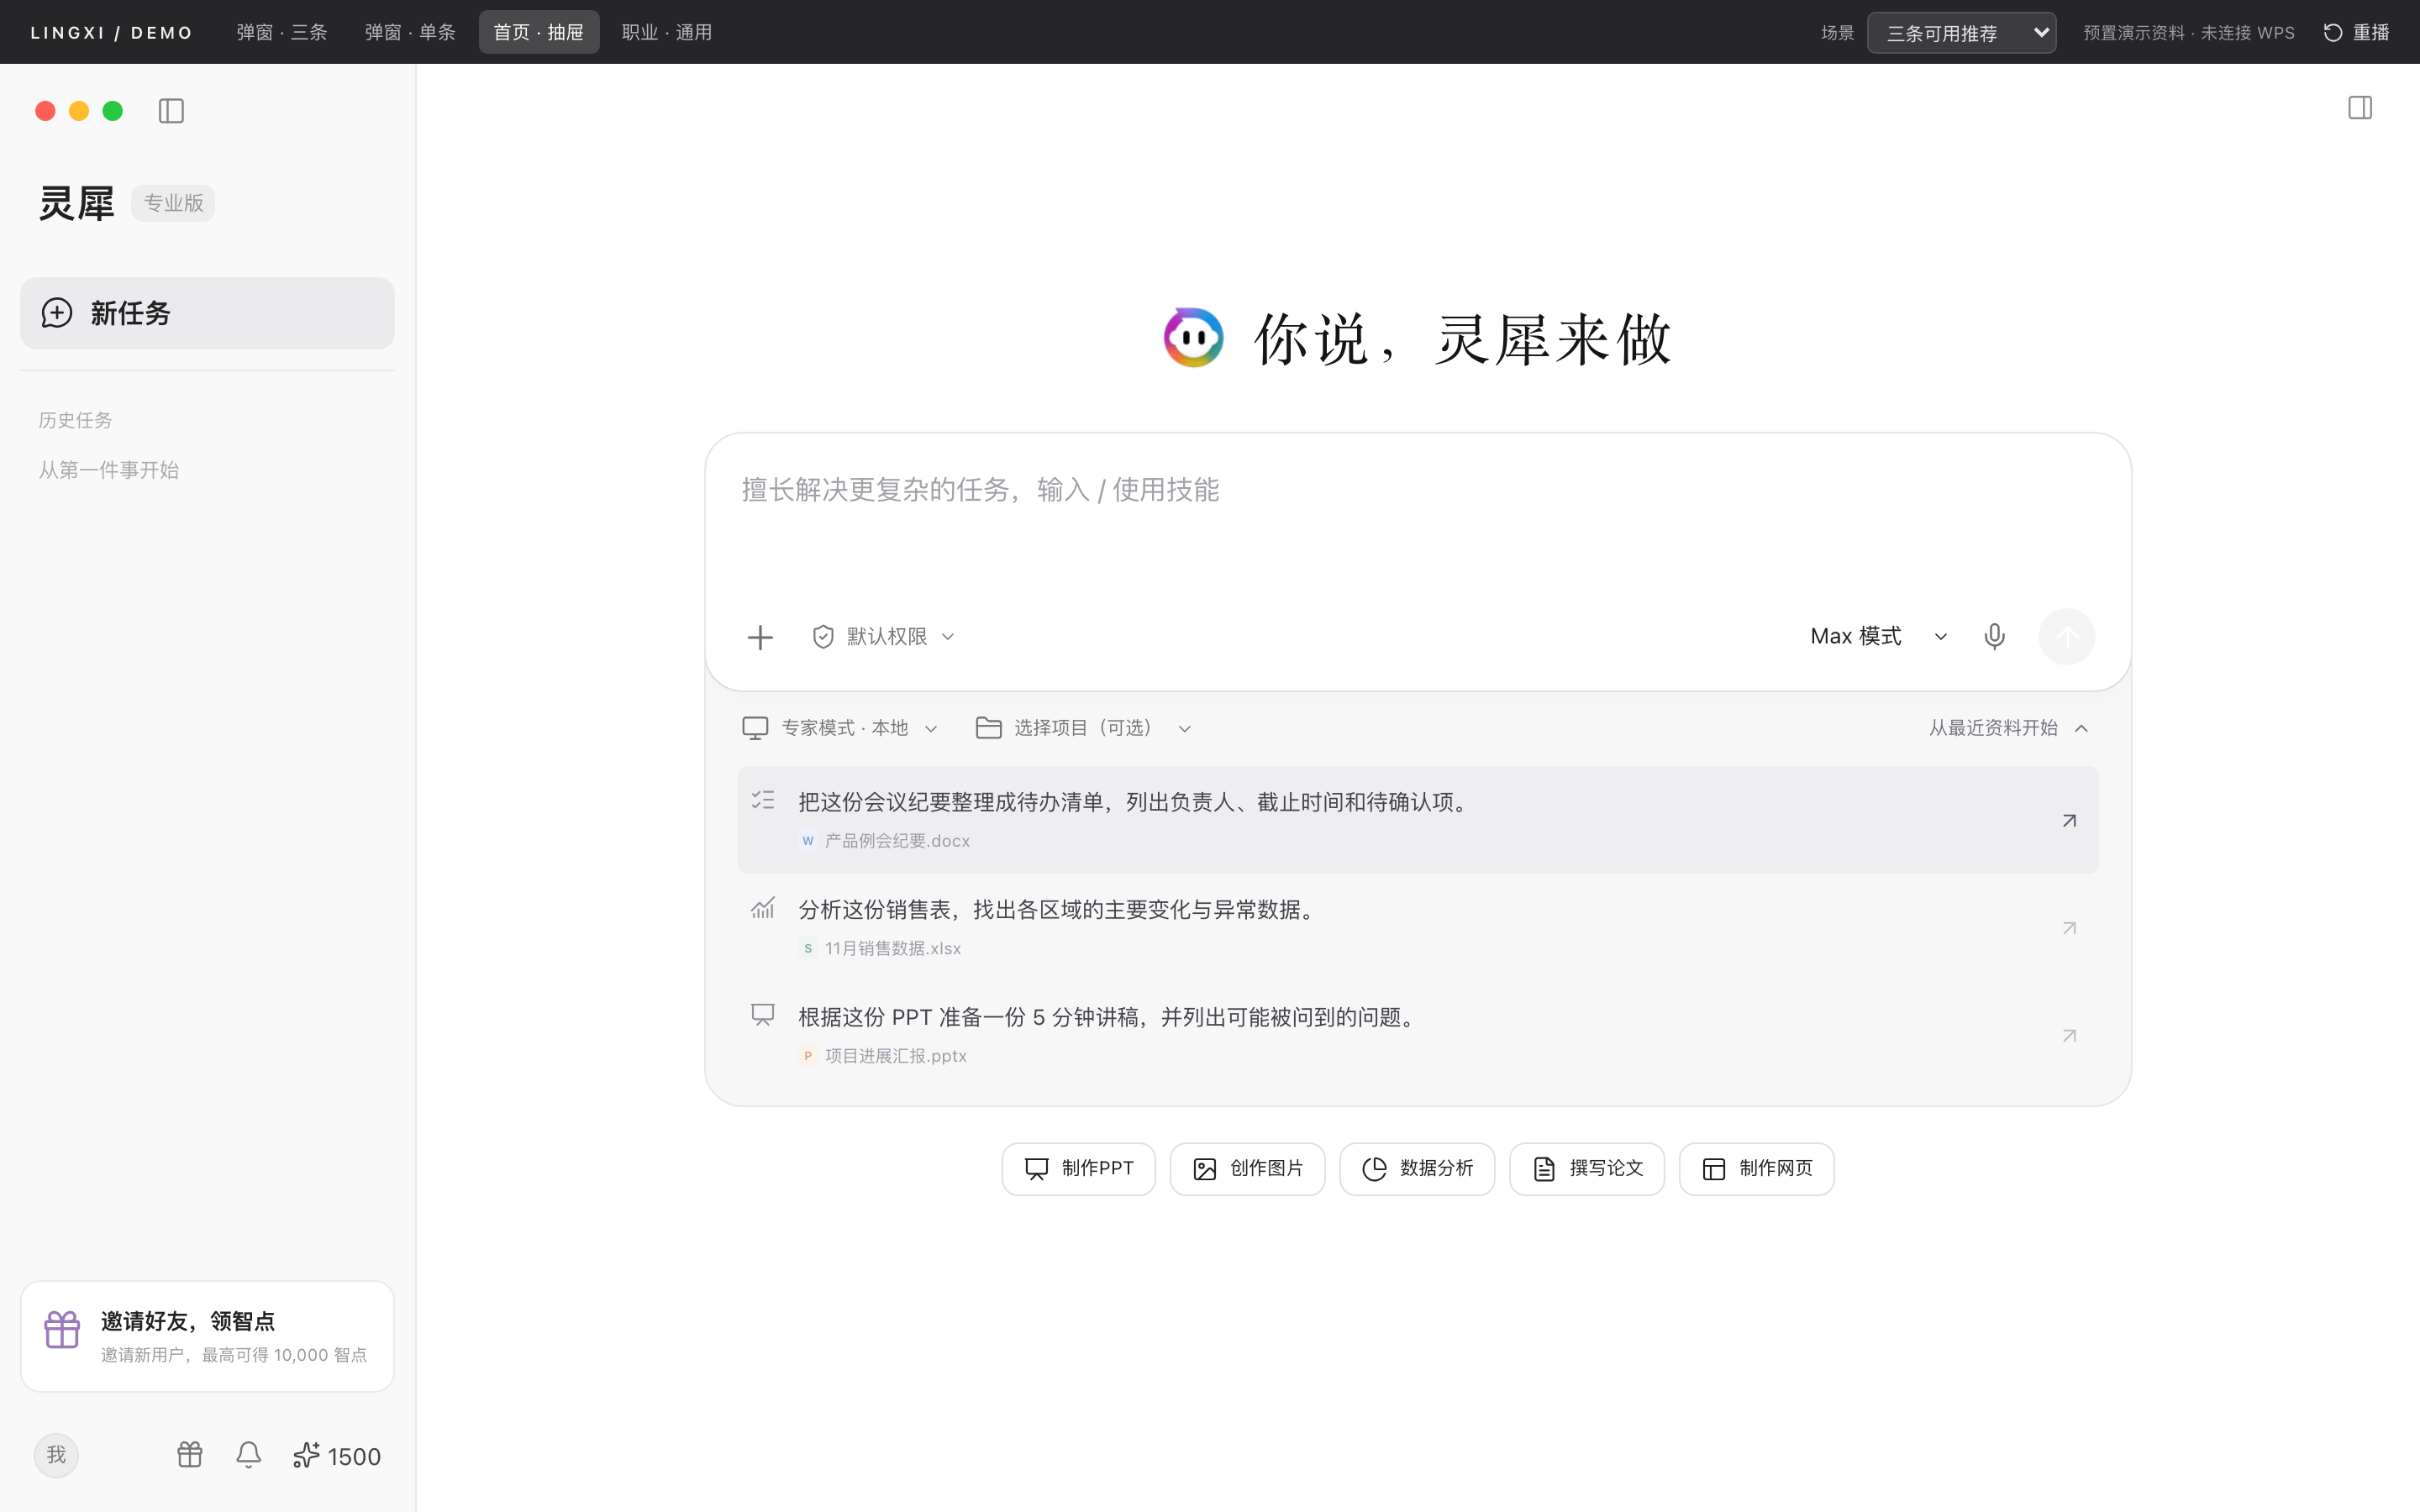 LINGXI / DEMO
弹窗 · 三条
弹窗 · 单条
首页 · 抽屉
职业 · 通用
场景
三条可用推荐
预置演示资料 · 未连接 WPS
重播
灵犀
专业版
新任务
历史任务
从第一件事开始
你说，灵犀来做
擅长解决更复杂的任务，输入 / 使用技能
默认权限
Max 模式
专家模式 · 本地
选择项目（可选）
从最近资料开始
把这份会议纪要整理成待办清单，列出负责人、截止时间和待确认项。
W 产品例会纪要.docx
分析这份销售表，找出各区域的主要变化与异常数据。
S 11月销售数据.xlsx
根据这份 PPT 准备一份 5 分钟讲稿，并列出可能被问到的问题。
P 项目进展汇报.pptx
制作PPT
创作图片
数据分析
撰写论文
制作网页
邀请好友，领智点
邀请新用户，最高可得 10,000 智点
我
1500